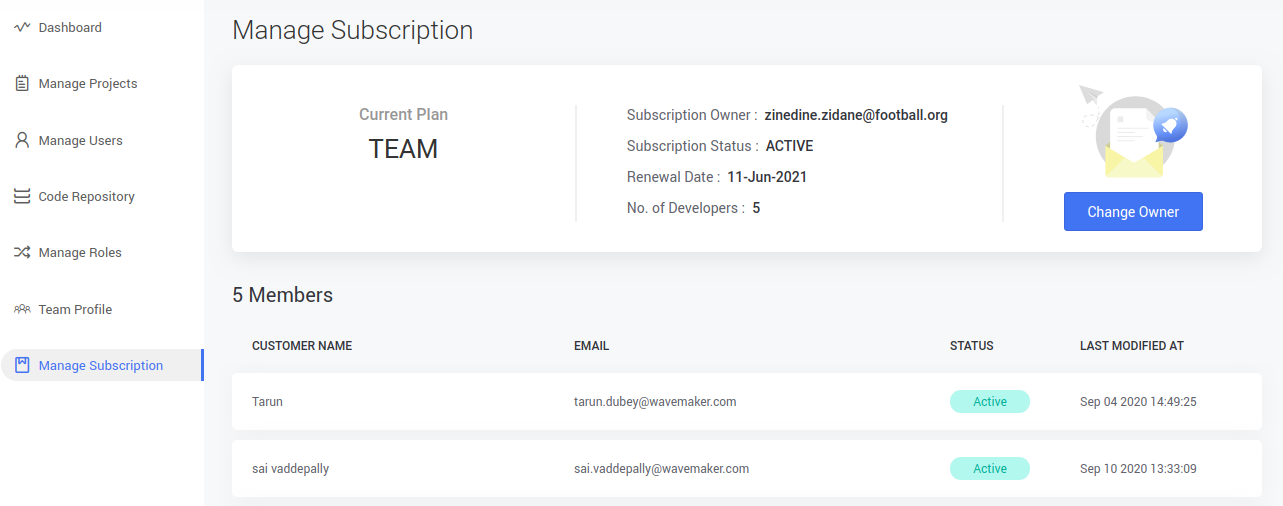 Dashboard
Manage Projects
Manage Users
Code Repository
Manage Roles
Team Profile
Manage Subscription
Manage Subscription
Current Plan
TEAM
Subscription Owner : zinedine.zidane@football.org
Subscription Status : ACTIVE
Renewal Date : 11-Jun-2021
No. of Developers : 5
Change Owner
5 Members
CUSTOMER NAME EMAIL STATUS LAST MODIFIED AT
Tarun tarun.dubey@wavemaker.com Active Sep 04 2020 14:49:25
sai vaddepally sai.vaddepally@wavemaker.com Active Sep 10 2020 13:33:09